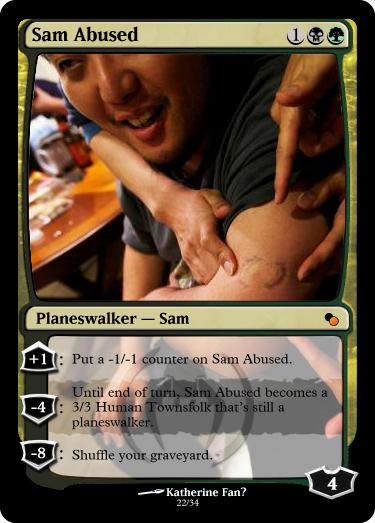 Sam Abused 1
Planeswalker — Sam
+1: Put a -1/-1 counter on Sam Abused.
Until end of turn, Sam Abused becomes a
-4: 3/3 Human Townsfolk that's still a
planeswalker.
-8: Shuffle your graveyard.
4
Katherine Fan?
22/34